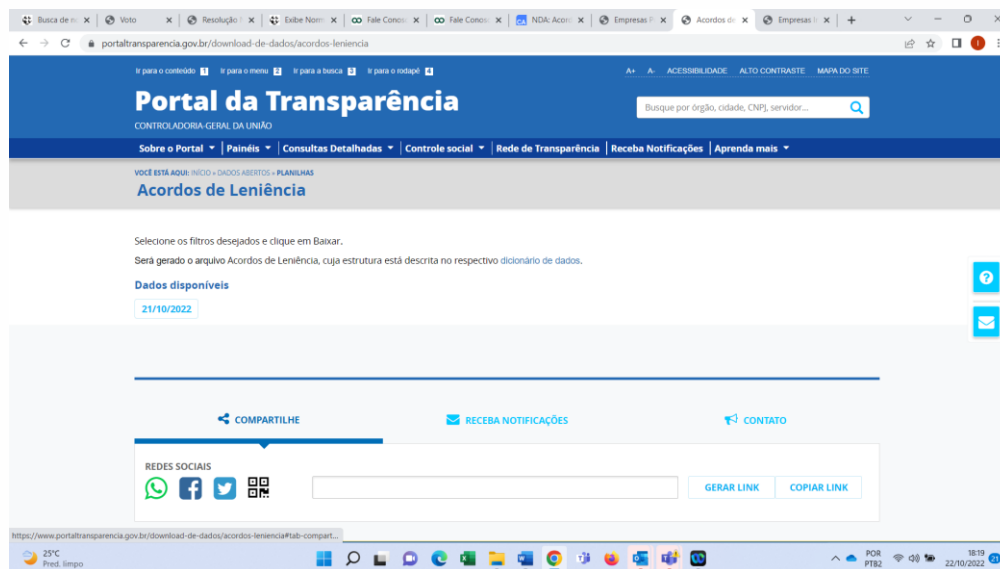 Busca de no
Voto
Resolução
Exibe Norm
Fale Conos
Fale Conos
NDA: Acord
Empresas
Acordos de
Empresas
portaltransparencia.gov.br/download-de-dados/acordos-leniencia
Ir para o conteúdo 1 Ir para o menu 2 Ir para a busca 3 Ir para o rodapé 4
A+ A- ACESSIBILIDADE ALTO CONTRASTE MAPA DO SITE
Portal da Transparência
CONTROLADORIA-GERAL DA UNIÃO
Busque por órgão, cidade, CNPJ, servidor...
Sobre o Portal Painéis Consultas Detalhadas Controle social Rede de Transparência Receba Notificações Aprenda mais
VOCÊ ESTÁ AQUI: INÍCIO » DADOS ABERTOS » PLANILHAS
Acordos de Leniência
Selecione os filtros desejados e clique em Baixar.
Será gerado o arquivo Acordos de Leniência, cuja estrutura está descrita no respectivo dicionário de dados.
Dados disponíveis
21/10/2022
COMPARTILHE
RECEBA NOTIFICAÇÕES
CONTATO
REDES SOCIAIS
GERAR LINK
COPIAR LINK
https://www.portaltransparencia.gov.br/download-de-dados/acordos-leniencia#tab-compart...
25°C
Pred. limpo
POR
PTB2
18:19
22/10/2022
21